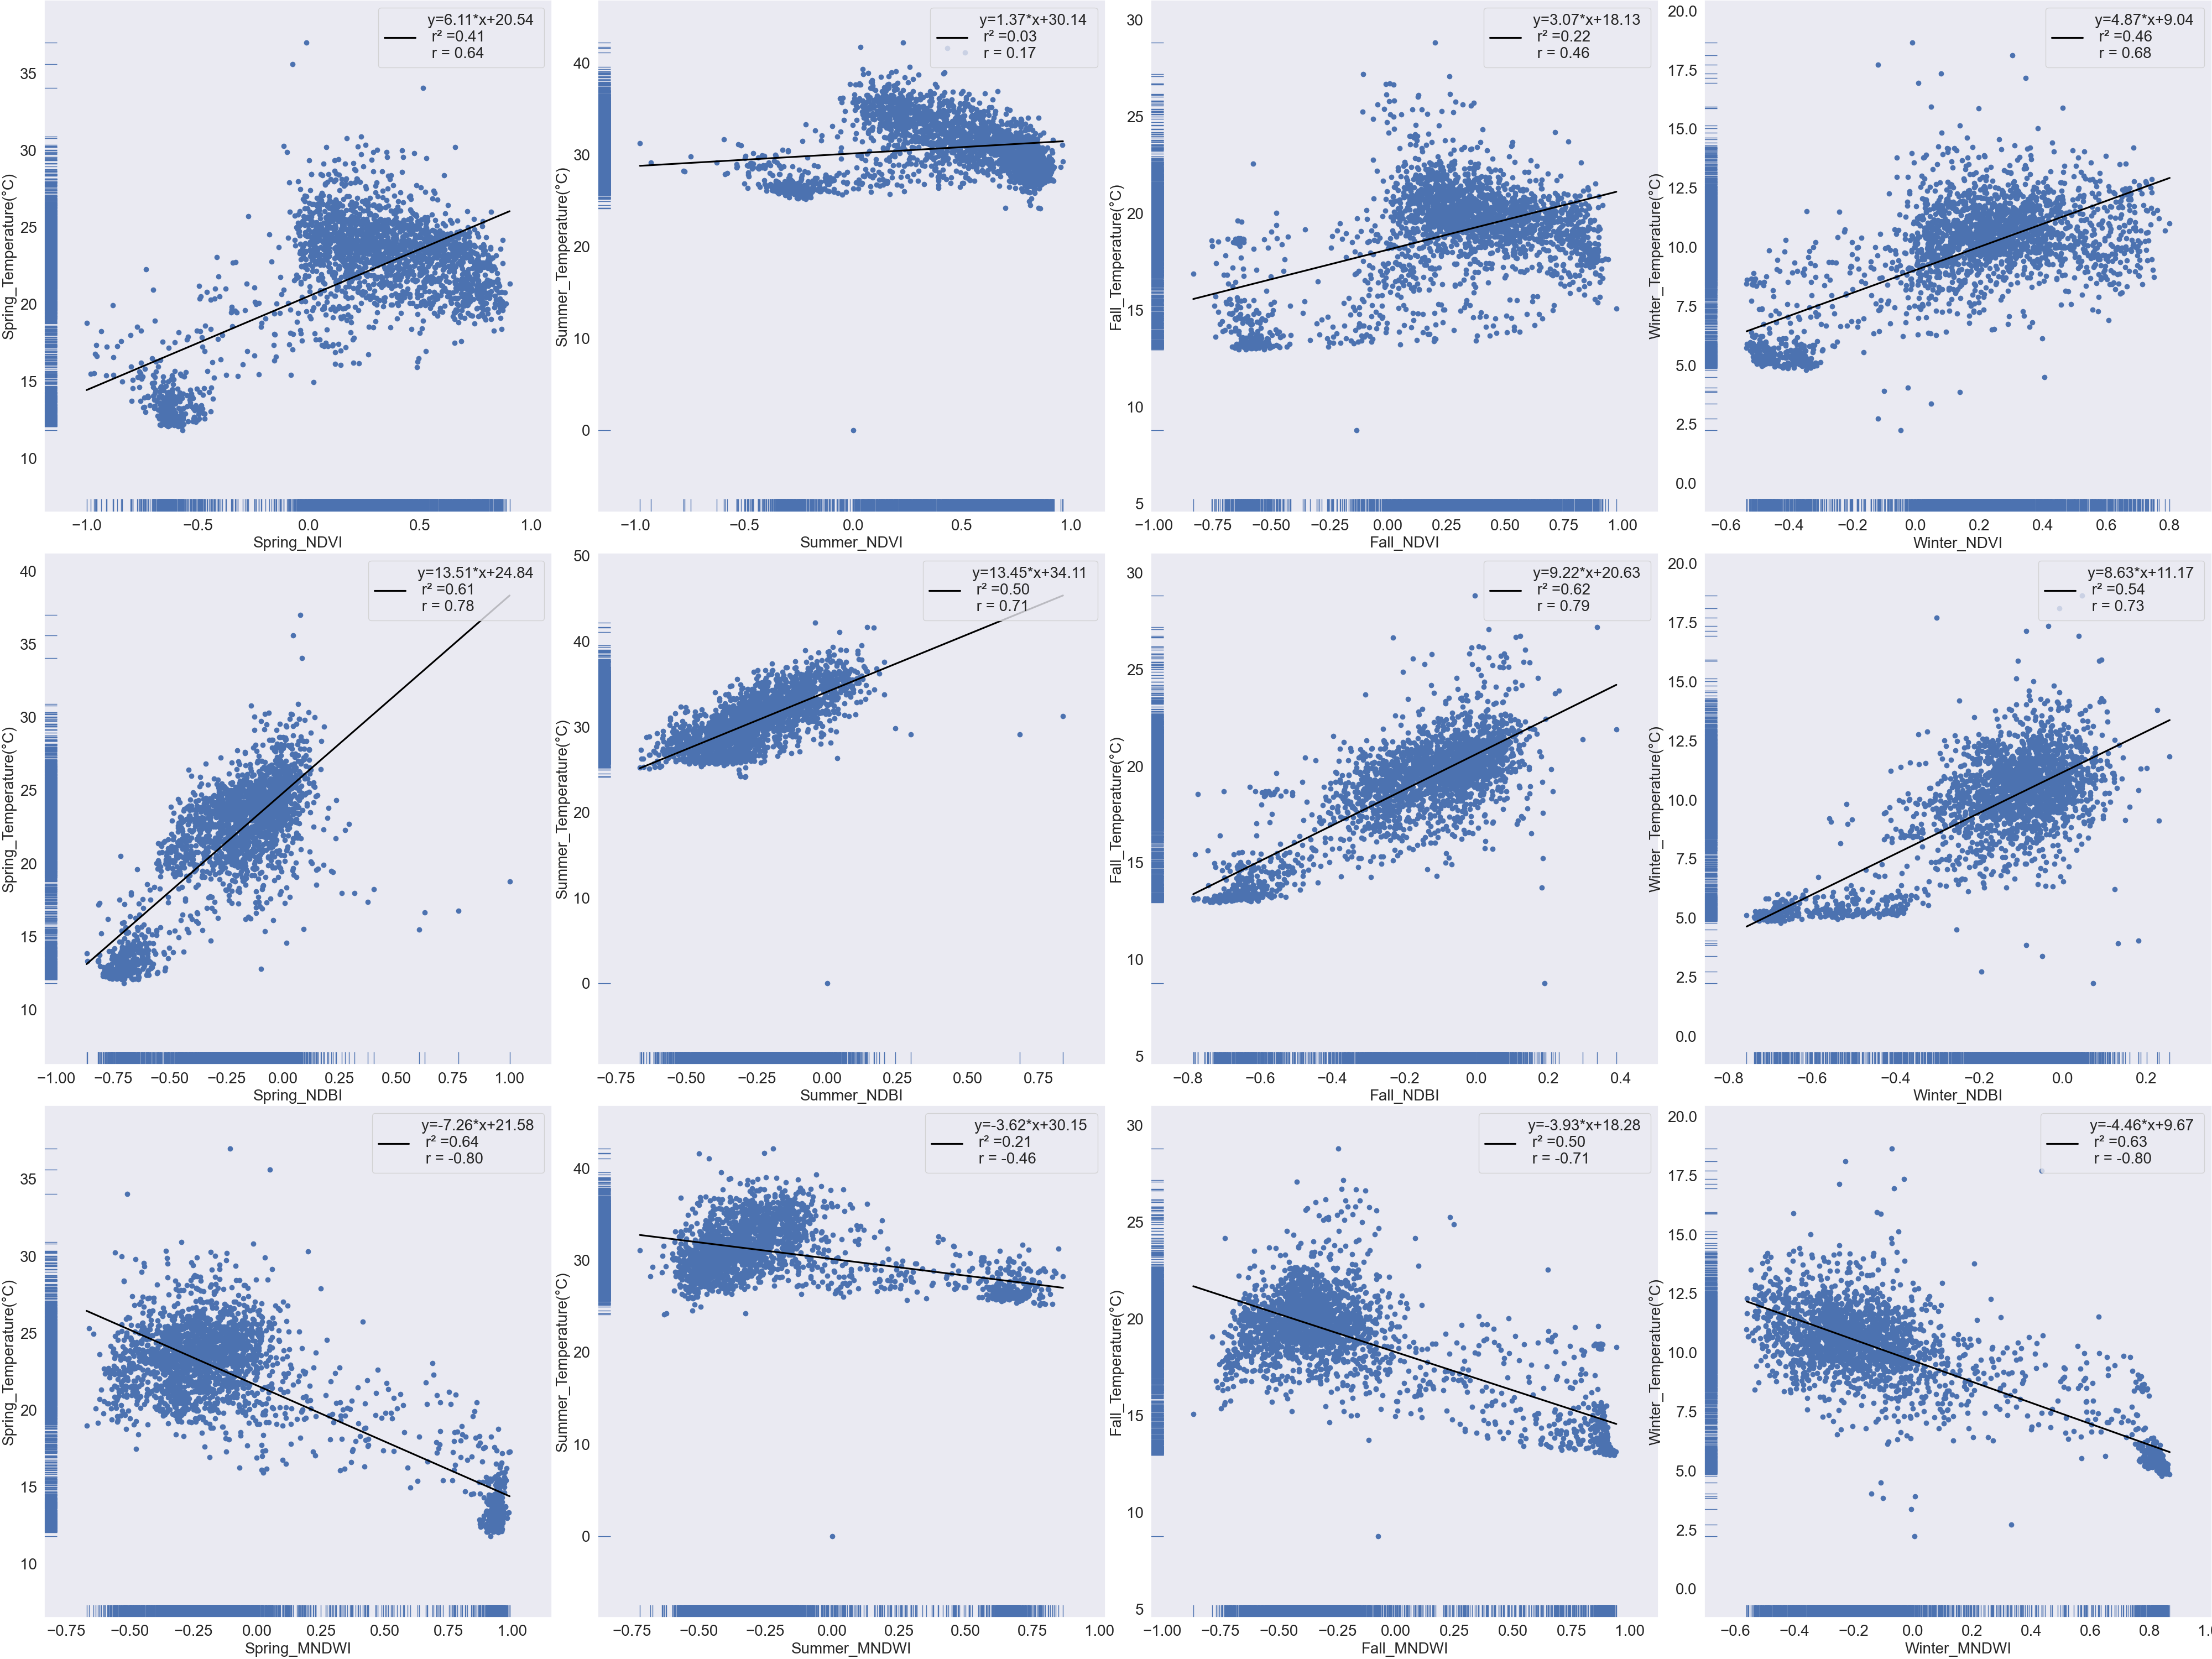 y=6.11*x+20.54
r² =0.41
r = 0.64
35
30
25
20
15
10
Spring_Temperature(°C)
−1.0 −0.5 0.0 0.5 1.0
Spring_NDVI
y=1.37*x+30.14
r² =0.03
r = 0.17
40
30
20
10
0
Summer_Temperature(°C)
−1.0 −0.5 0.0 0.5 1.0
Summer_NDVI
y=3.07*x+18.13
r² =0.22
r = 0.46
30
25
20
15
10
5
Fall_Temperature(°C)
−1.00 −0.75 −0.50 −0.25 0.00 0.25 0.50 0.75 1.00
Fall_NDVI
y=4.87*x+9.04
r² =0.46
r = 0.68
20.0
17.5
15.0
12.5
10.0
7.5
5.0
2.5
0.0
Winter_Temperature(°C)
−0.6 −0.4 −0.2 0.0 0.2 0.4 0.6 0.8
Winter_NDVI
y=13.51*x+24.84
r² =0.61
r = 0.78
40
35
30
25
20
15
10
Spring_Temperature(°C)
−1.00 −0.75 −0.50 −0.25 0.00 0.25 0.50 0.75 1.00
Spring_NDBI
y=13.45*x+34.11
r² =0.50
r = 0.71
50
40
30
20
10
0
Summer_Temperature(°C)
−0.75 −0.50 −0.25 0.00 0.25 0.50 0.75
Summer_NDBI
y=9.22*x+20.63
r² =0.62
r = 0.79
30
25
20
15
10
5
Fall_Temperature(°C)
−0.8 −0.6 −0.4 −0.2 0.0 0.2 0.4
Fall_NDBI
y=8.63*x+11.17
r² =0.54
r = 0.73
20.0
17.5
15.0
12.5
10.0
7.5
5.0
2.5
0.0
Winter_Temperature(°C)
−0.8 −0.6 −0.4 −0.2 0.0 0.2
Winter_NDBI
y=-7.26*x+21.58
r² =0.64
r = -0.80
35
30
25
20
15
10
Spring_Temperature(°C)
−0.75 −0.50 −0.25 0.00 0.25 0.50 0.75 1.00
Spring_MNDWI
y=-3.62*x+30.15
r² =0.21
r = -0.46
40
30
20
10
0
Summer_Temperature(°C)
−0.75 −0.50 −0.25 0.00 0.25 0.50 0.75 1.00
Summer_MNDWI
y=-3.93*x+18.28
r² =0.50
r = -0.71
30
25
20
15
10
5
Fall_Temperature(°C)
−1.00 −0.75 −0.50 −0.25 0.00 0.25 0.50 0.75 1.00
Fall_MNDWI
y=-4.46*x+9.67
r² =0.63
r = -0.80
20.0
17.5
15.0
12.5
10.0
7.5
5.0
2.5
0.0
Winter_Temperature(°C)
−0.6 −0.4 −0.2 0.0 0.2 0.4 0.6 0.8
Winter_MNDWI